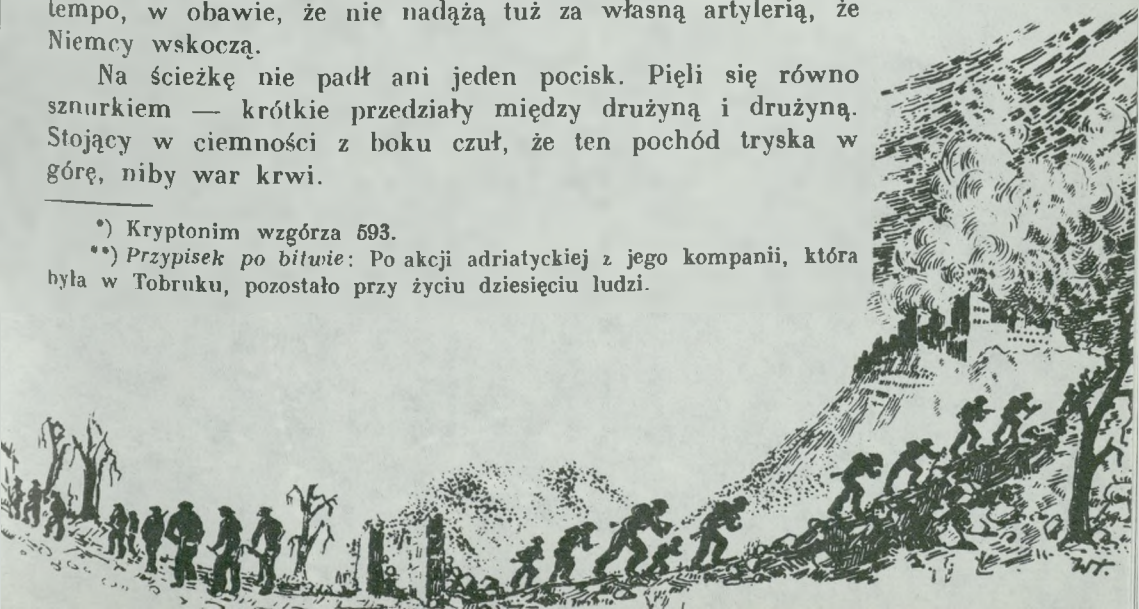 tempo, w obawie, że nie nadążą tuż za własną artylerią, że
Niemcy wskoczą.
Na ścieżkę nie padł ani jeden pocisk. Pięli się równo
sznurkiem — krótkie przedziały między drużyną i drużyną.
Stojący w ciemności z boku czuł, że ten pochód tryska w
górę, niby war krwi.
*) Kryptonim wzgórza 593.
**) Przypisek po bitwie: Po akcji adriatyckiej z jego kompanii, która
była w Tobruku, pozostało przy życiu dziesięciu ludzi.
WT.